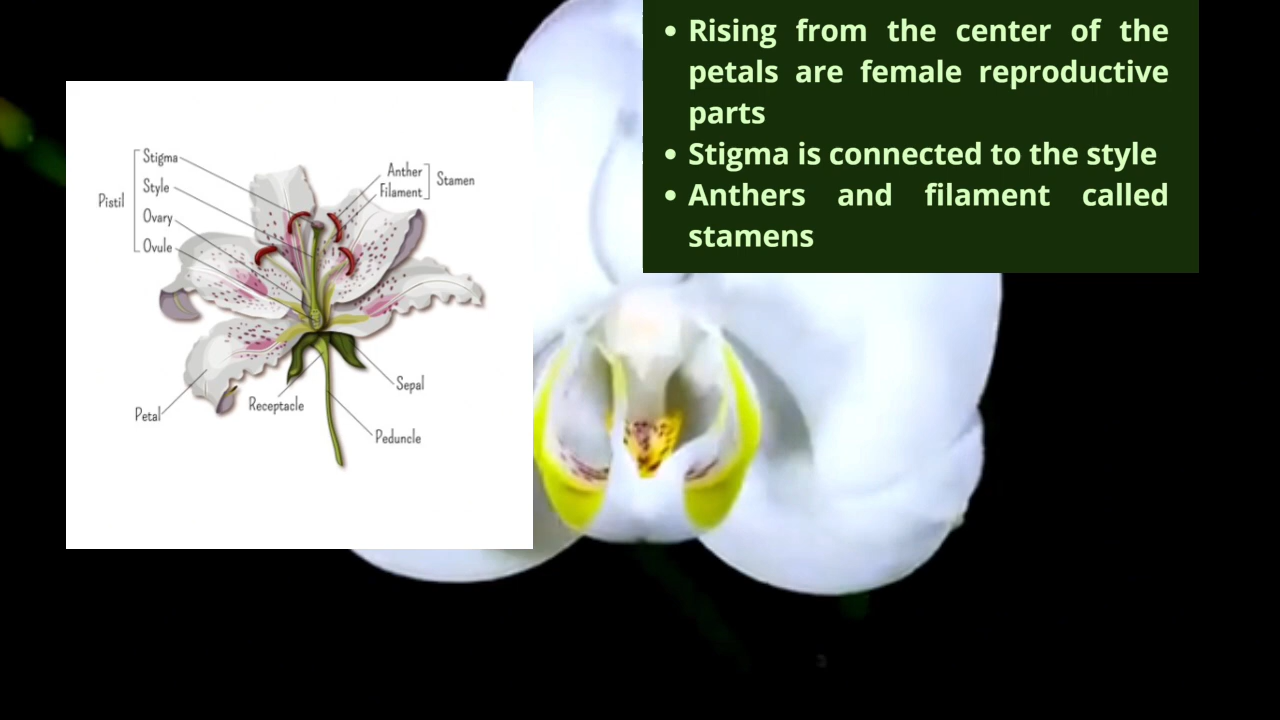 • Rising from the center of the
petals are female reproductive
parts
• Stigma is connected to the style
• Anthers and filament called
stamens
Stigma
Style
Pistil
Ovary
Ovule
Anther
Filament
Stamen
Sepal
Receptacle
Petal
Peduncle